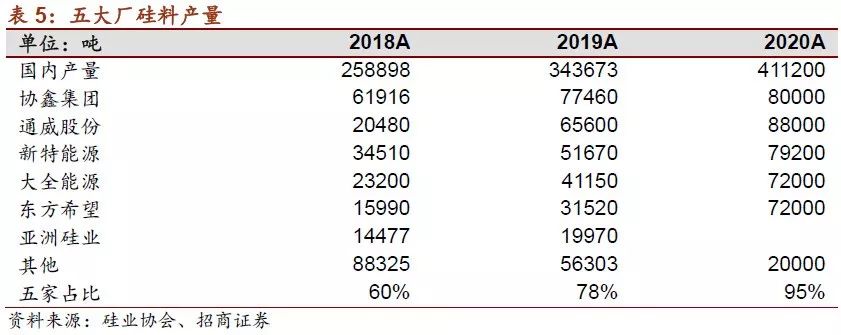 表 5：五大厂硅料产量
单位：吨 2018A 2019A 2020A
国内产量 258898 343673 411200
协鑫集团 61916 77460 80000
通威股份 20480 65600 88000
新特能源 34510 51670 79200
大全能源 23200 41150 72000
东方希望 15990 31520 72000
亚洲硅业 14477 19970
其他 88325 56303 20000
五家占比 60% 78% 95%
资料来源：硅业协会、招商证券